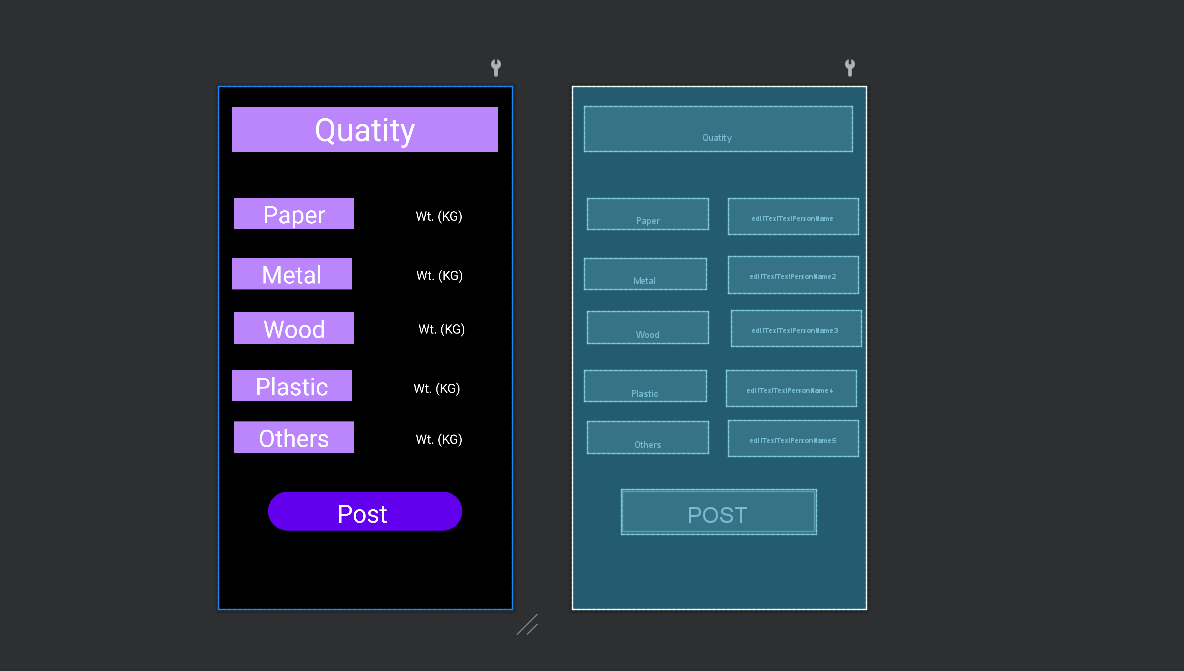 Quatity
Paper
Wt. (KG)
Metal
Wt. (KG)
Wood
Wt. (KG)
Plastic
Wt. (KG)
Others
Wt. (KG)
Post
Quatity
Paper
editTextTextPersonName
Metal
editTextTextPersonName2
Wood
editTextTextPersonName3
Plastic
editTextTextPersonName4
Others
editTextTextPersonName5
POST